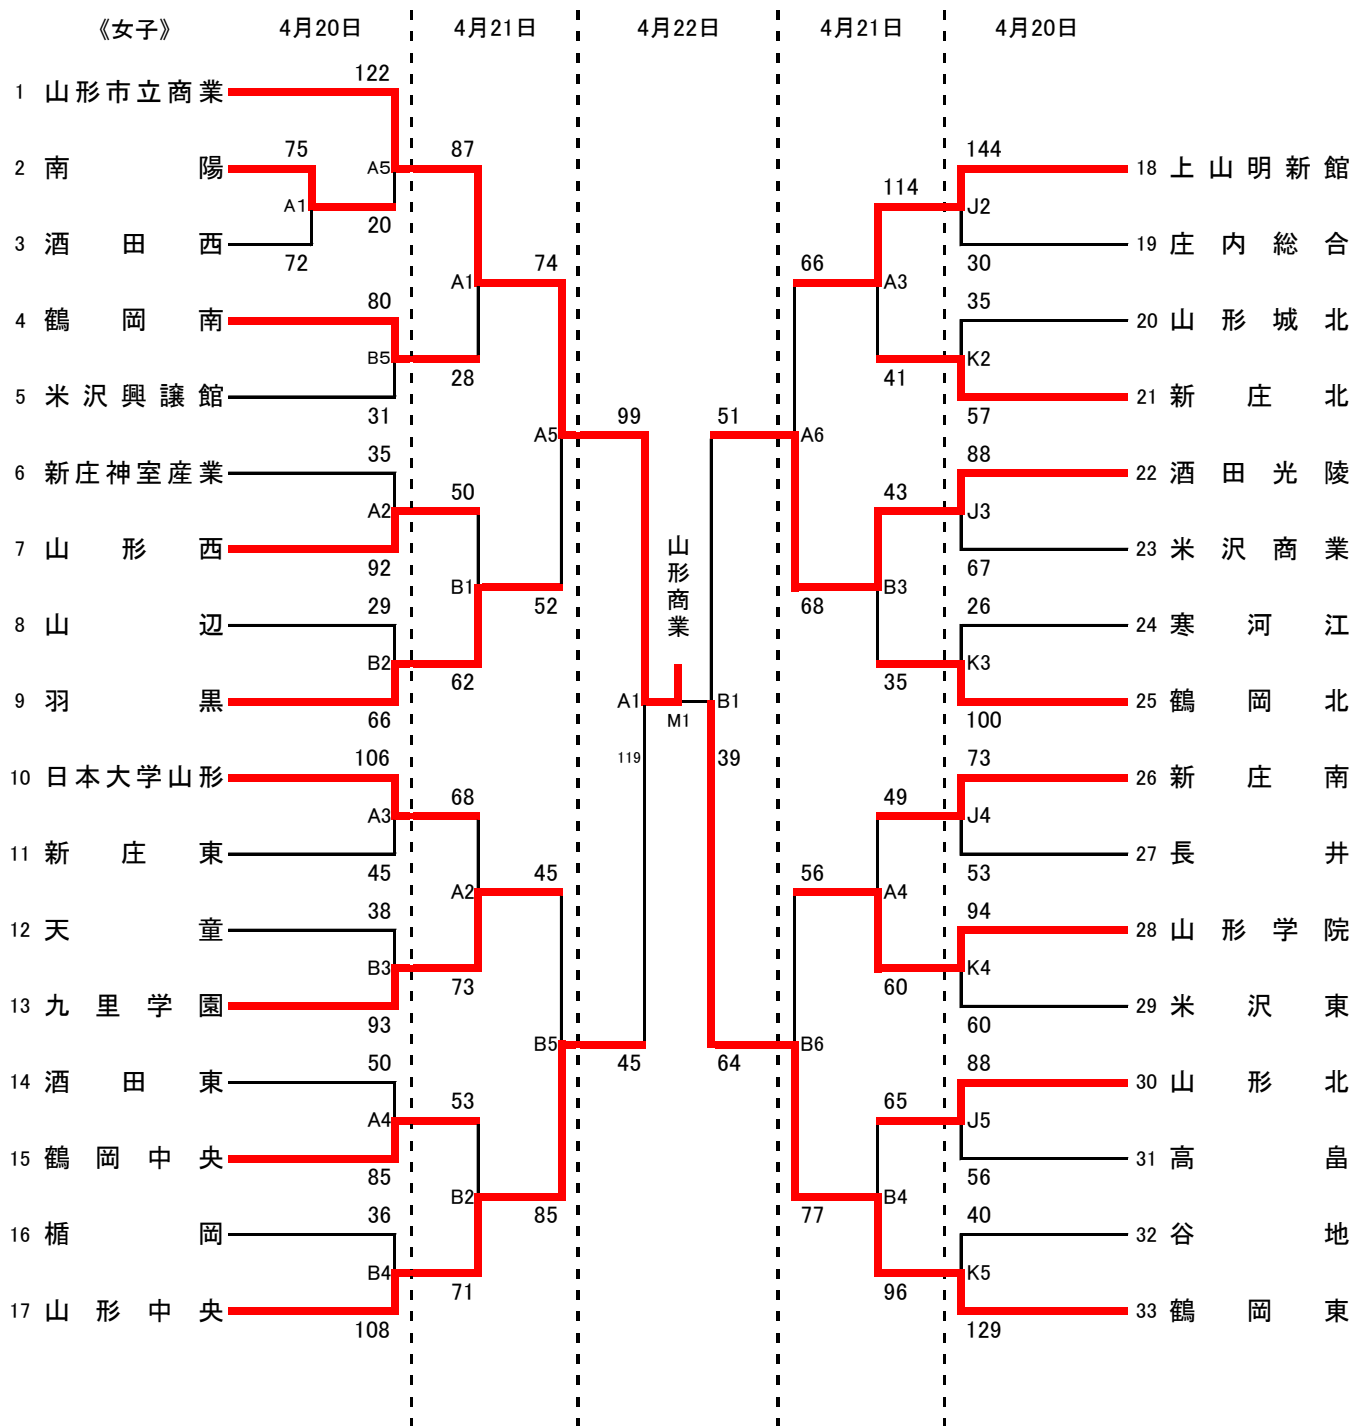 《女子》 4月20日 4月21日 4月22日 4月21日 4月20日
122
1 山形市立商業
75 87 144
2 南陽 A5 18 上山明新館
A1 114 J2
20
3 酒田西 19 庄内総合
72 74 66 30
A1 A3
80 35
4 鶴岡南 20 山形城北
B5 K2
28 41
5 米沢興譲館 21 新庄北
31 99 51 57
A5 A6
35 88
6 新庄神室産業 22 酒田光陵
50 43
A2 J3
7 山形西 山形商業 23 米沢商業
92 67
B1 B3
29 52 68 26
8 山辺 24 寒河江
B2 K3
62 35
9 羽黒 A1 B1 25 鶴岡北
66 M1 100
106 119 39 73
10 日本大学山形 26 新庄南
68 49
A3 J4
11 新庄東 27 長井
45 45 56 53
A2 A4
38 94
12 天童 28 山形学院
B3 K4
73 60
13 九里学園 29 米沢東
93 60
B5 B6
50 45 64 88
14 酒田東 30 山形北
53 65
A4 J5
15 鶴岡中央 31 高畠
85 56
B2 B4
36 85 77 40
16 楯岡 32 谷地
B4 K5
71 96
17 山形中央 33 鶴岡東
108 129